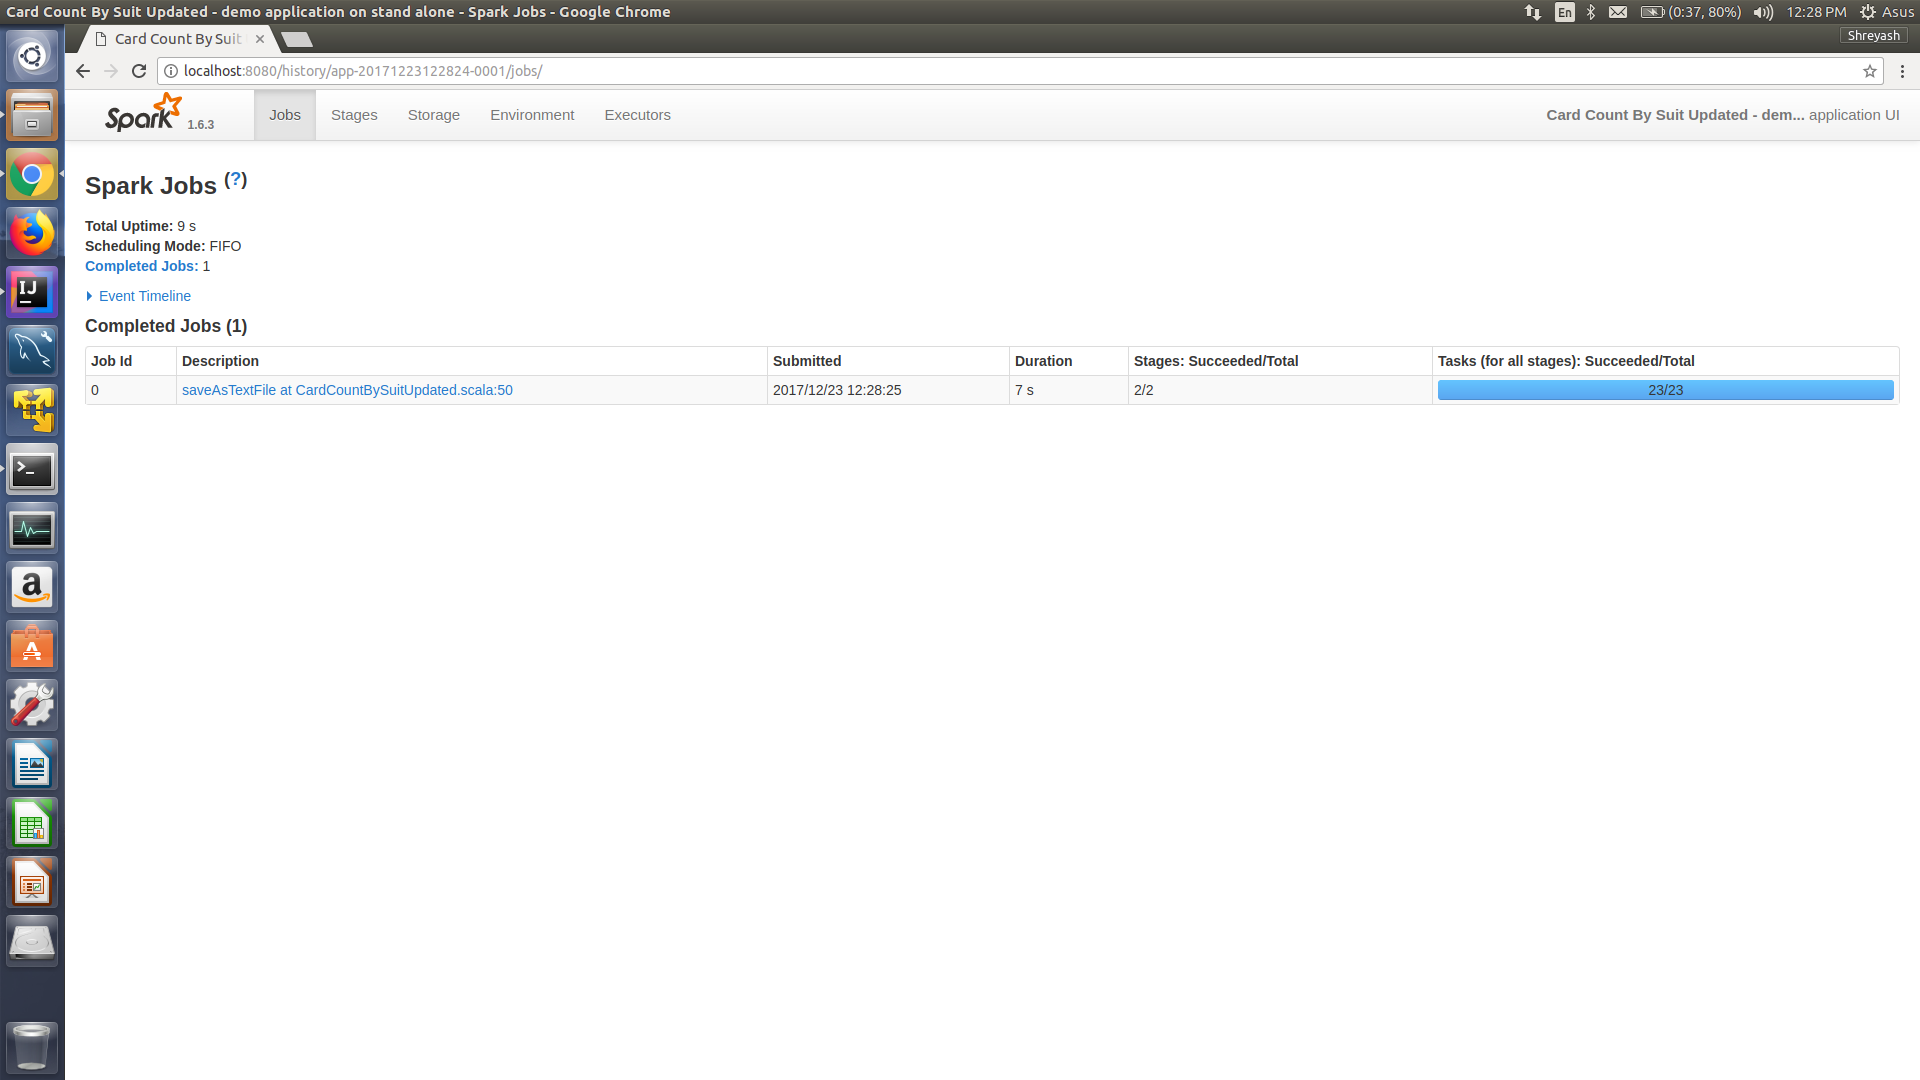 Card Count By Suit Updated - demo application on stand alone - Spark Jobs - Google Chrome
En (0:37, 80%) 12:28 PM Asus
Card Count By Suit
Shreyash
localhost:8080/history/app-20171223122824-0001/jobs/
Spark 1.6.3 Jobs Stages Storage Environment Executors Card Count By Suit Updated - dem... application UI
Spark Jobs (?)
Total Uptime: 9 s
Scheduling Mode: FIFO
Completed Jobs: 1
Event Timeline
Completed Jobs (1)
Job Id Description Submitted Duration Stages: Succeeded/Total Tasks (for all stages): Succeeded/Total
0 saveAsTextFile at CardCountBySuitUpdated.scala:50 2017/12/23 12:28:25 7 s 2/2 23/23
IJ
>_
a
A